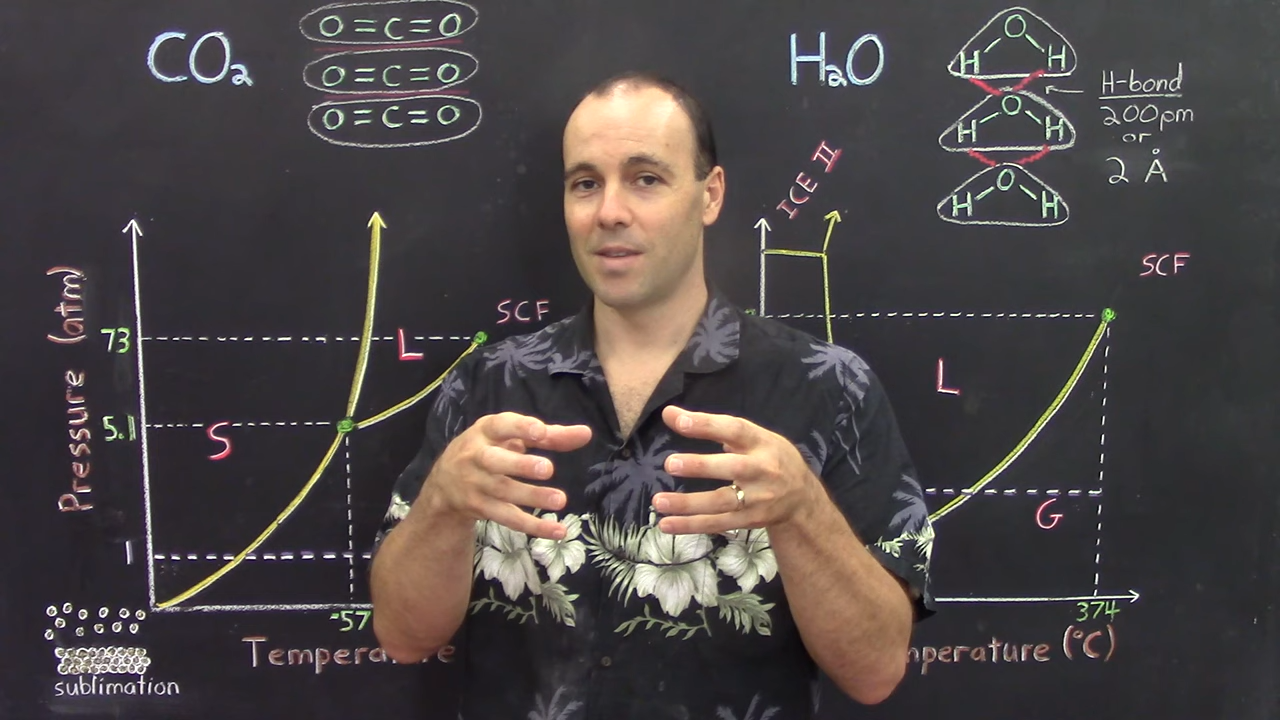 CO₂
O=C=O
O=C=O
O=C=O
H₂O
O
H H
O
H H
O
H H
H-bond
200pm
or
2 Å
ICE II
SCF
Pressure (atm)
73
L
5.1
S
1
-57
Temperature
sublimation
SCF
L
G
374
mperature (°C)